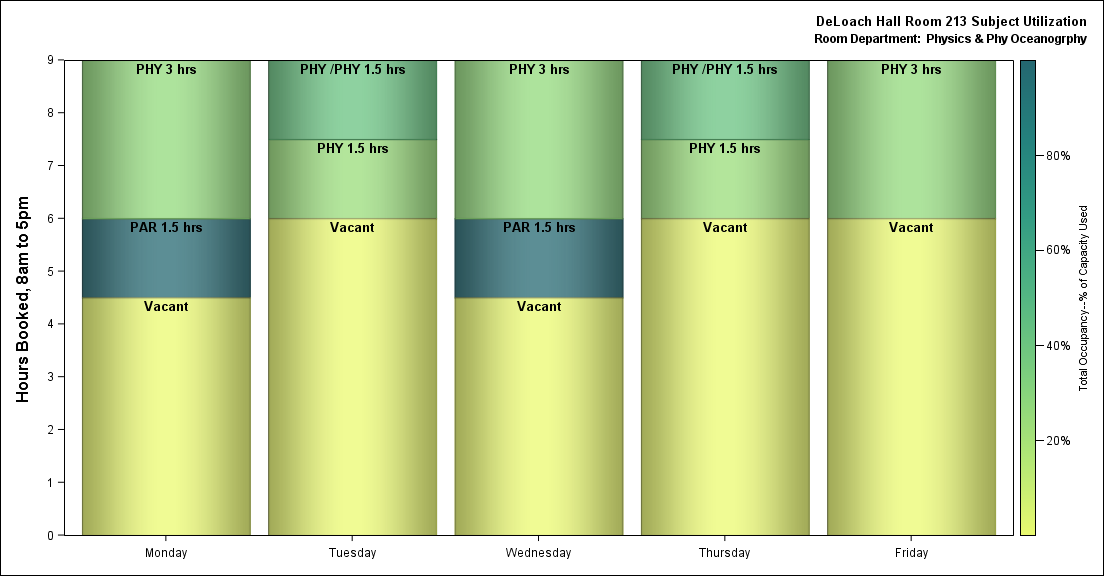 DeLoach Hall Room 213 Subject Utilization
Room Department:  Physics & Phy Oceanogrphy
Hours Booked, 8am to 5pm
9
8
7
6
5
4
3
2
1
0
PHY 3 hrs
PAR 1.5 hrs
Vacant
PHY /PHY 1.5 hrs
PHY 1.5 hrs
Vacant
PHY 3 hrs
PAR 1.5 hrs
Vacant
PHY /PHY 1.5 hrs
PHY 1.5 hrs
Vacant
PHY 3 hrs
Vacant
Monday
Tuesday
Wednesday
Thursday
Friday
80%
60%
40%
20%
Total Occupancy--% of Capacity Used